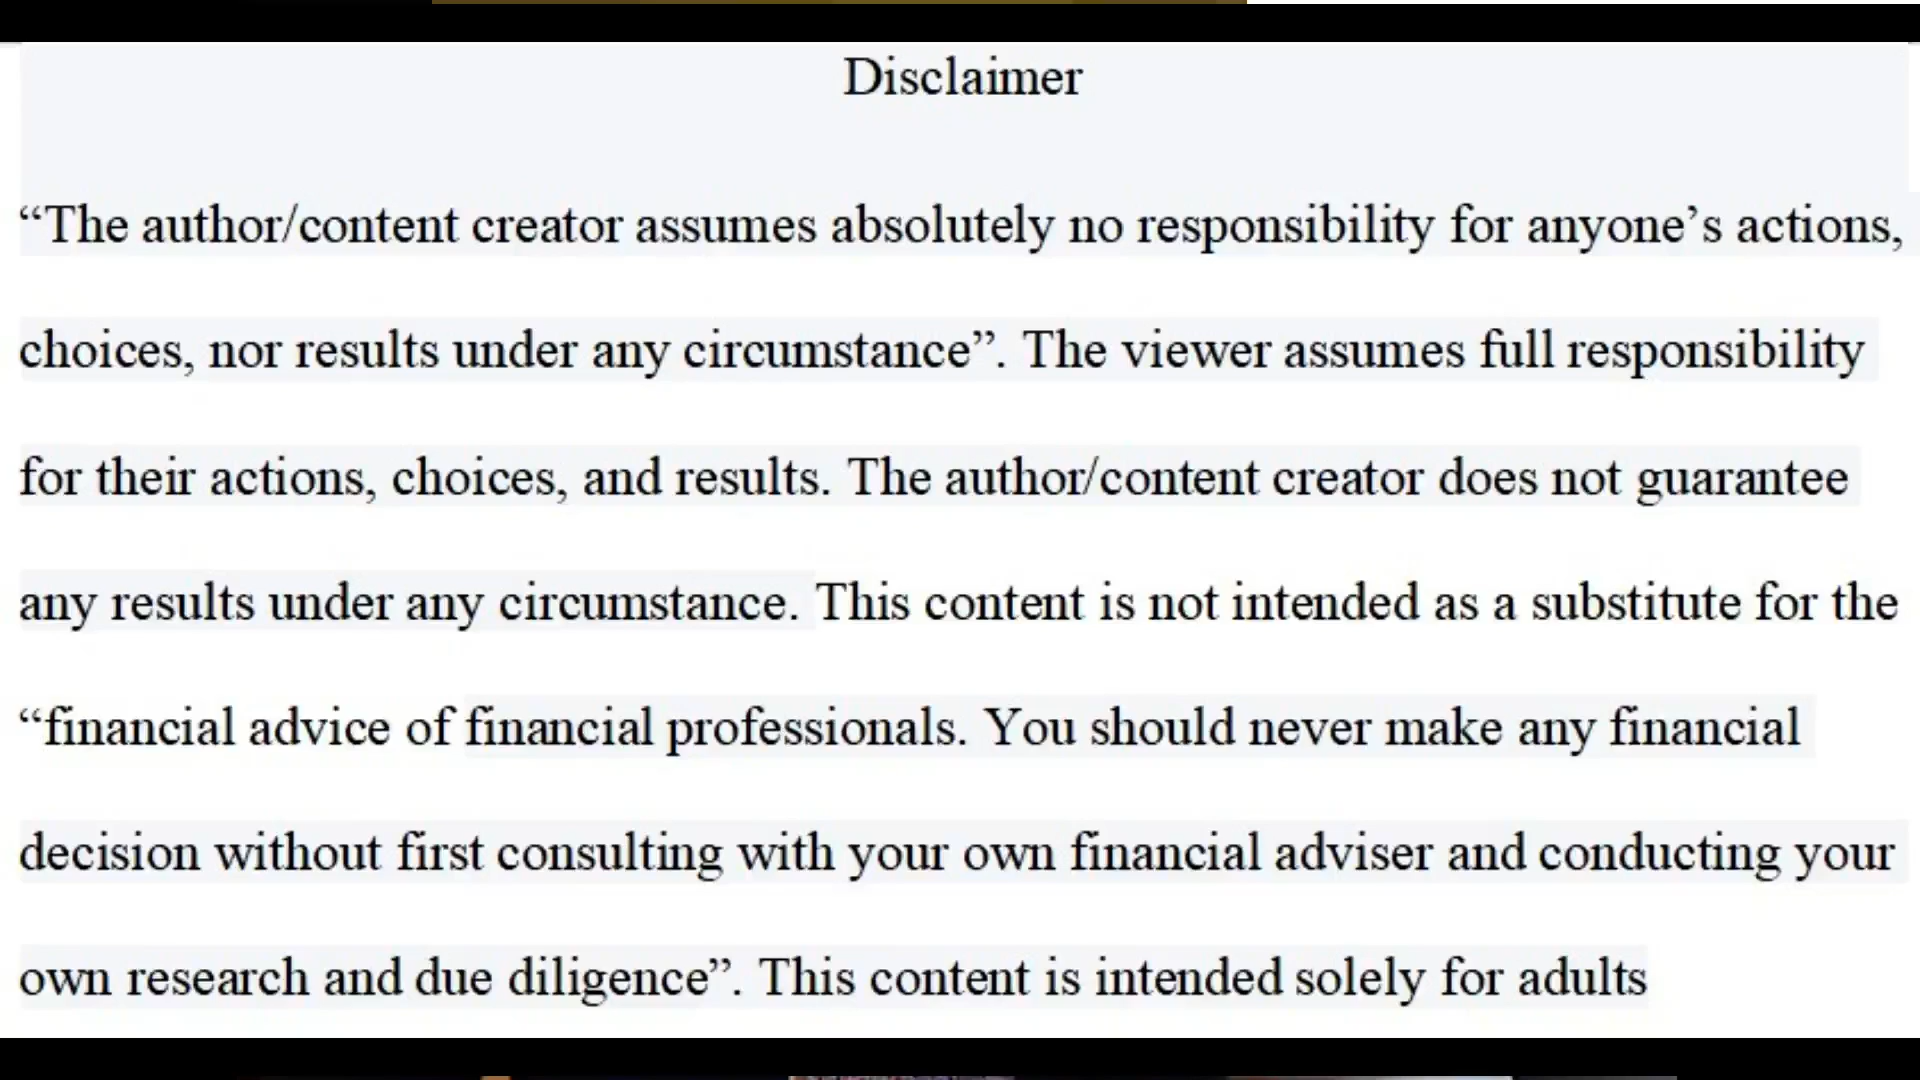 Disclaimer
“The author/content creator assumes absolutely no responsibility for anyone’s actions,
choices, nor results under any circumstance”. The viewer assumes full responsibility
for their actions, choices, and results. The author/content creator does not guarantee
any results under any circumstance. This content is not intended as a substitute for the
“financial advice of financial professionals. You should never make any financial
decision without first consulting with your own financial adviser and conducting your
own research and due diligence”. This content is intended solely for adults